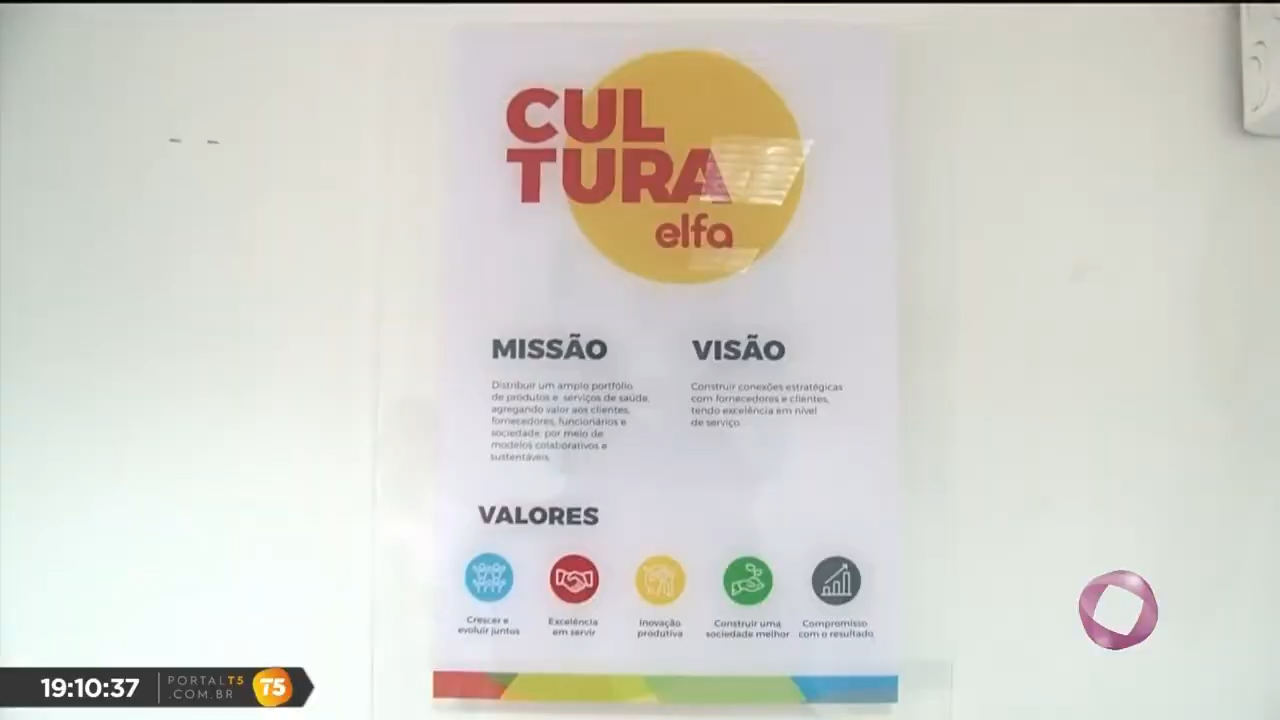 CUL
TURA
elfa
MISSÃO
Distribuir um amplo portfólio
de produtos e serviços de saúde,
agregando valor aos clientes,
fornecedores, funcionários e
sociedade, por meio de
modelos colaborativos e
sustentáveis.
VISÃO
Construir conexões estratégicas
com fornecedores e clientes,
tendo excelência em nível
de serviço.
VALORES
Crescer e
evoluir juntos
Excelência
em servir
Inovação
produtiva
Construir uma
sociedade melhor
Compromisso
com o resultado
19:10:37
PORTALT5
.COM.BR
T5